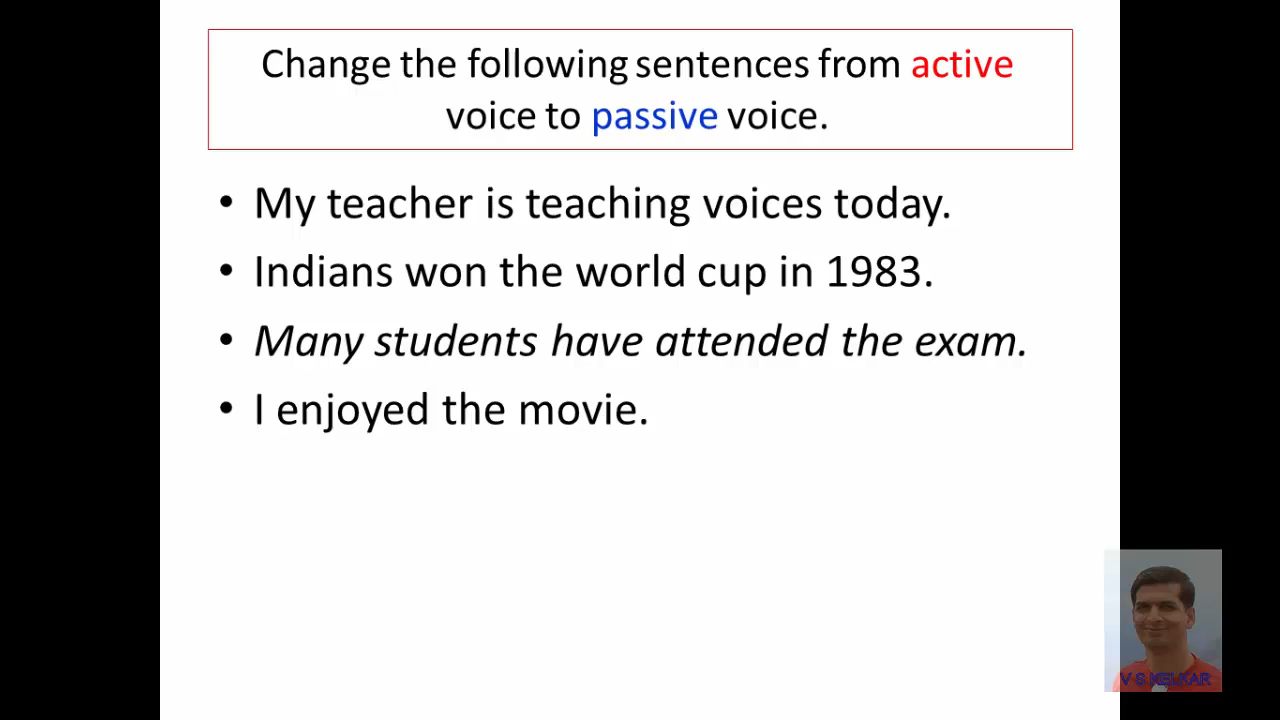 Change the following sentences from active
voice to passive voice.
• My teacher is teaching voices today.
• Indians won the world cup in 1983.
• Many students have attended the exam.
• I enjoyed the movie.
V S KELKAR